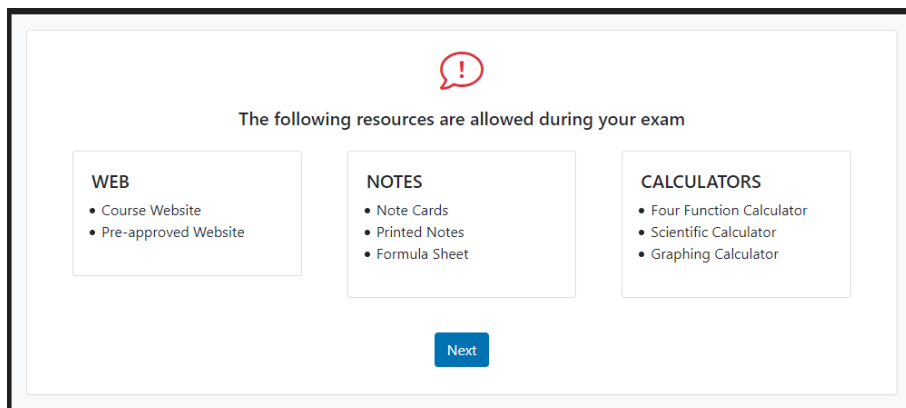 !
The following resources are allowed during your exam
WEB
• Course Website
• Pre-approved Website
NOTES
• Note Cards
• Printed Notes
• Formula Sheet
CALCULATORS
• Four Function Calculator
• Scientific Calculator
• Graphing Calculator
Next